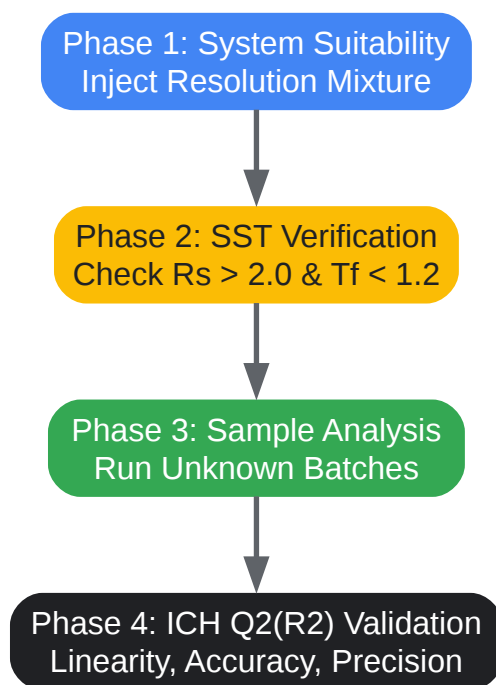 Phase 1: System Suitability
Inject Resolution Mixture
Phase 2: SST Verification
Check Rs > 2.0 & Tf < 1.2
Phase 3: Sample Analysis
Run Unknown Batches
Phase 4: ICH Q2(R2) Validation
Linearity, Accuracy, Precision